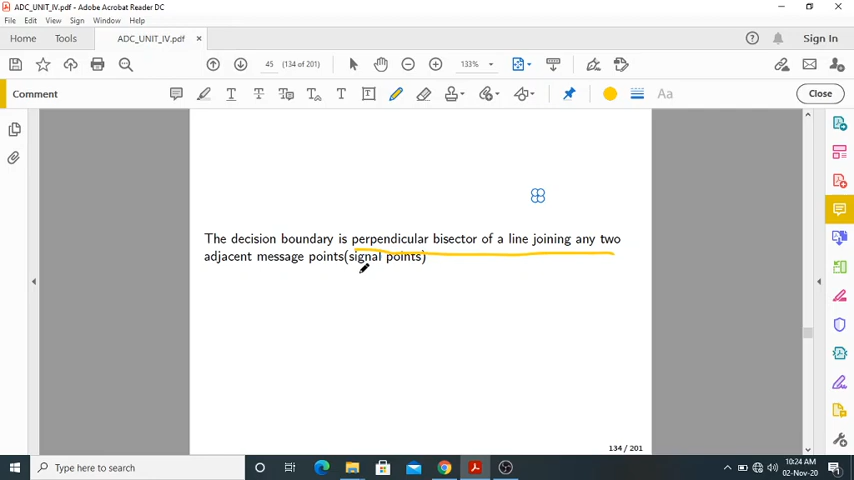 ADC_UNIT_IV.pdf - Adobe Acrobat Reader DC
File Edit View Sign Window Help
Home Tools ADC_UNIT_IV.pdf × Sign In
45 (134 of 201) 133%
Comment Aa Close
The decision boundary is perpendicular bisector of a line joining any two
adjacent message points(signal points)
134 / 201
Type here to search
10:24 AM
02-Nov-20